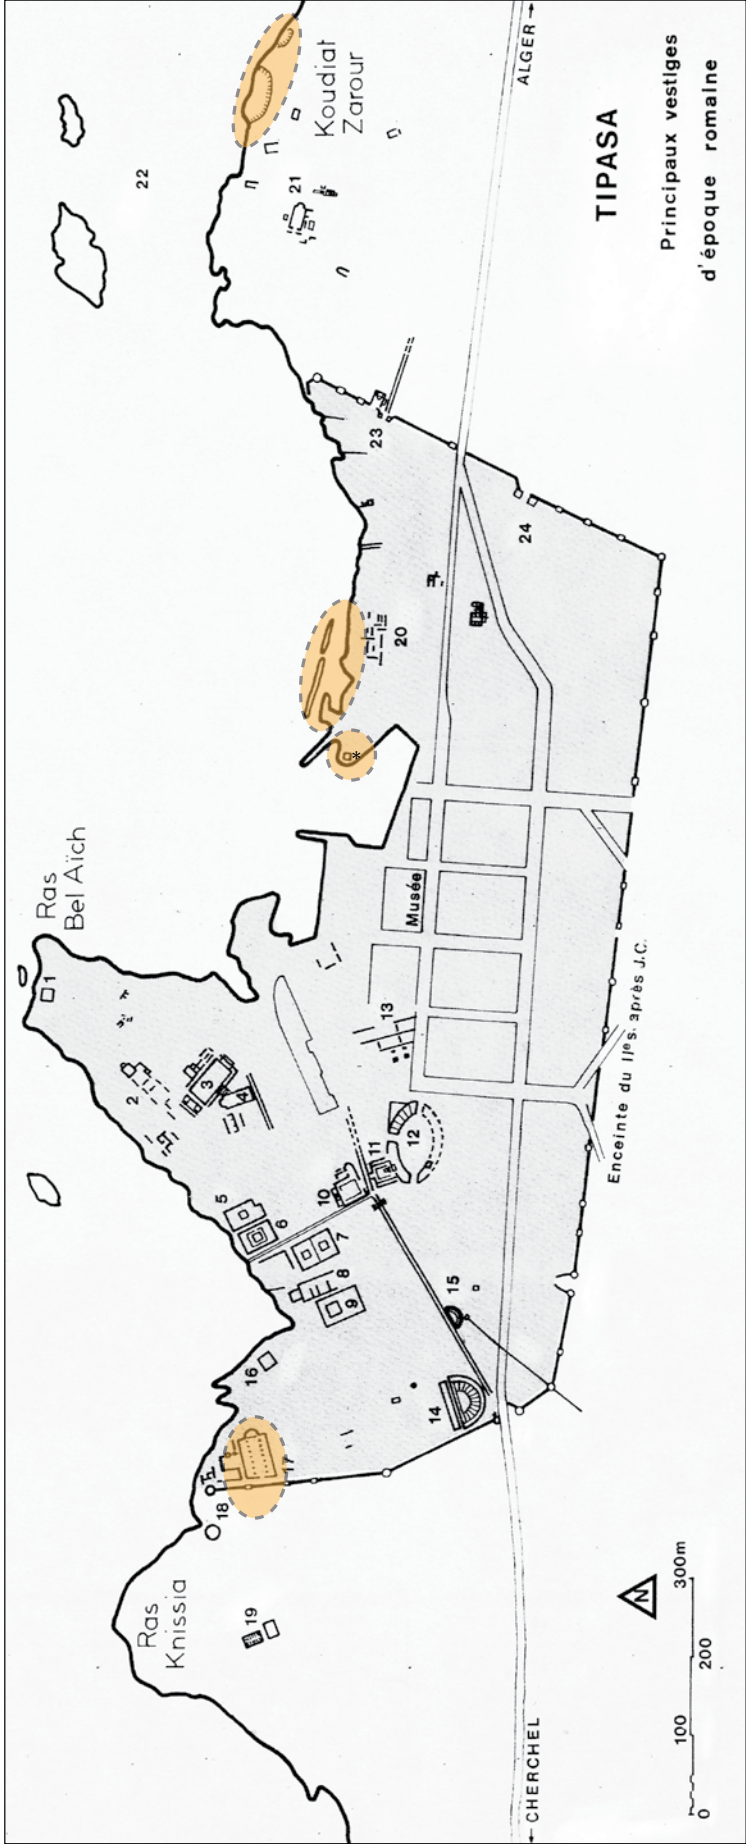 22
Ras
Bel Aïch
1
2
3
4
5
6
7
8
9
10
11
12
13
14
15
16
17
18
19
20
21
23
24
Ras
Knissia
Koudiat
Zarour
*
Musée
← CHERCHEL
ALGER →
Enceinte du IIe s. après J.C.
TIPASA
Principaux vestiges
d'époque romaine
N
0 100 200 300m